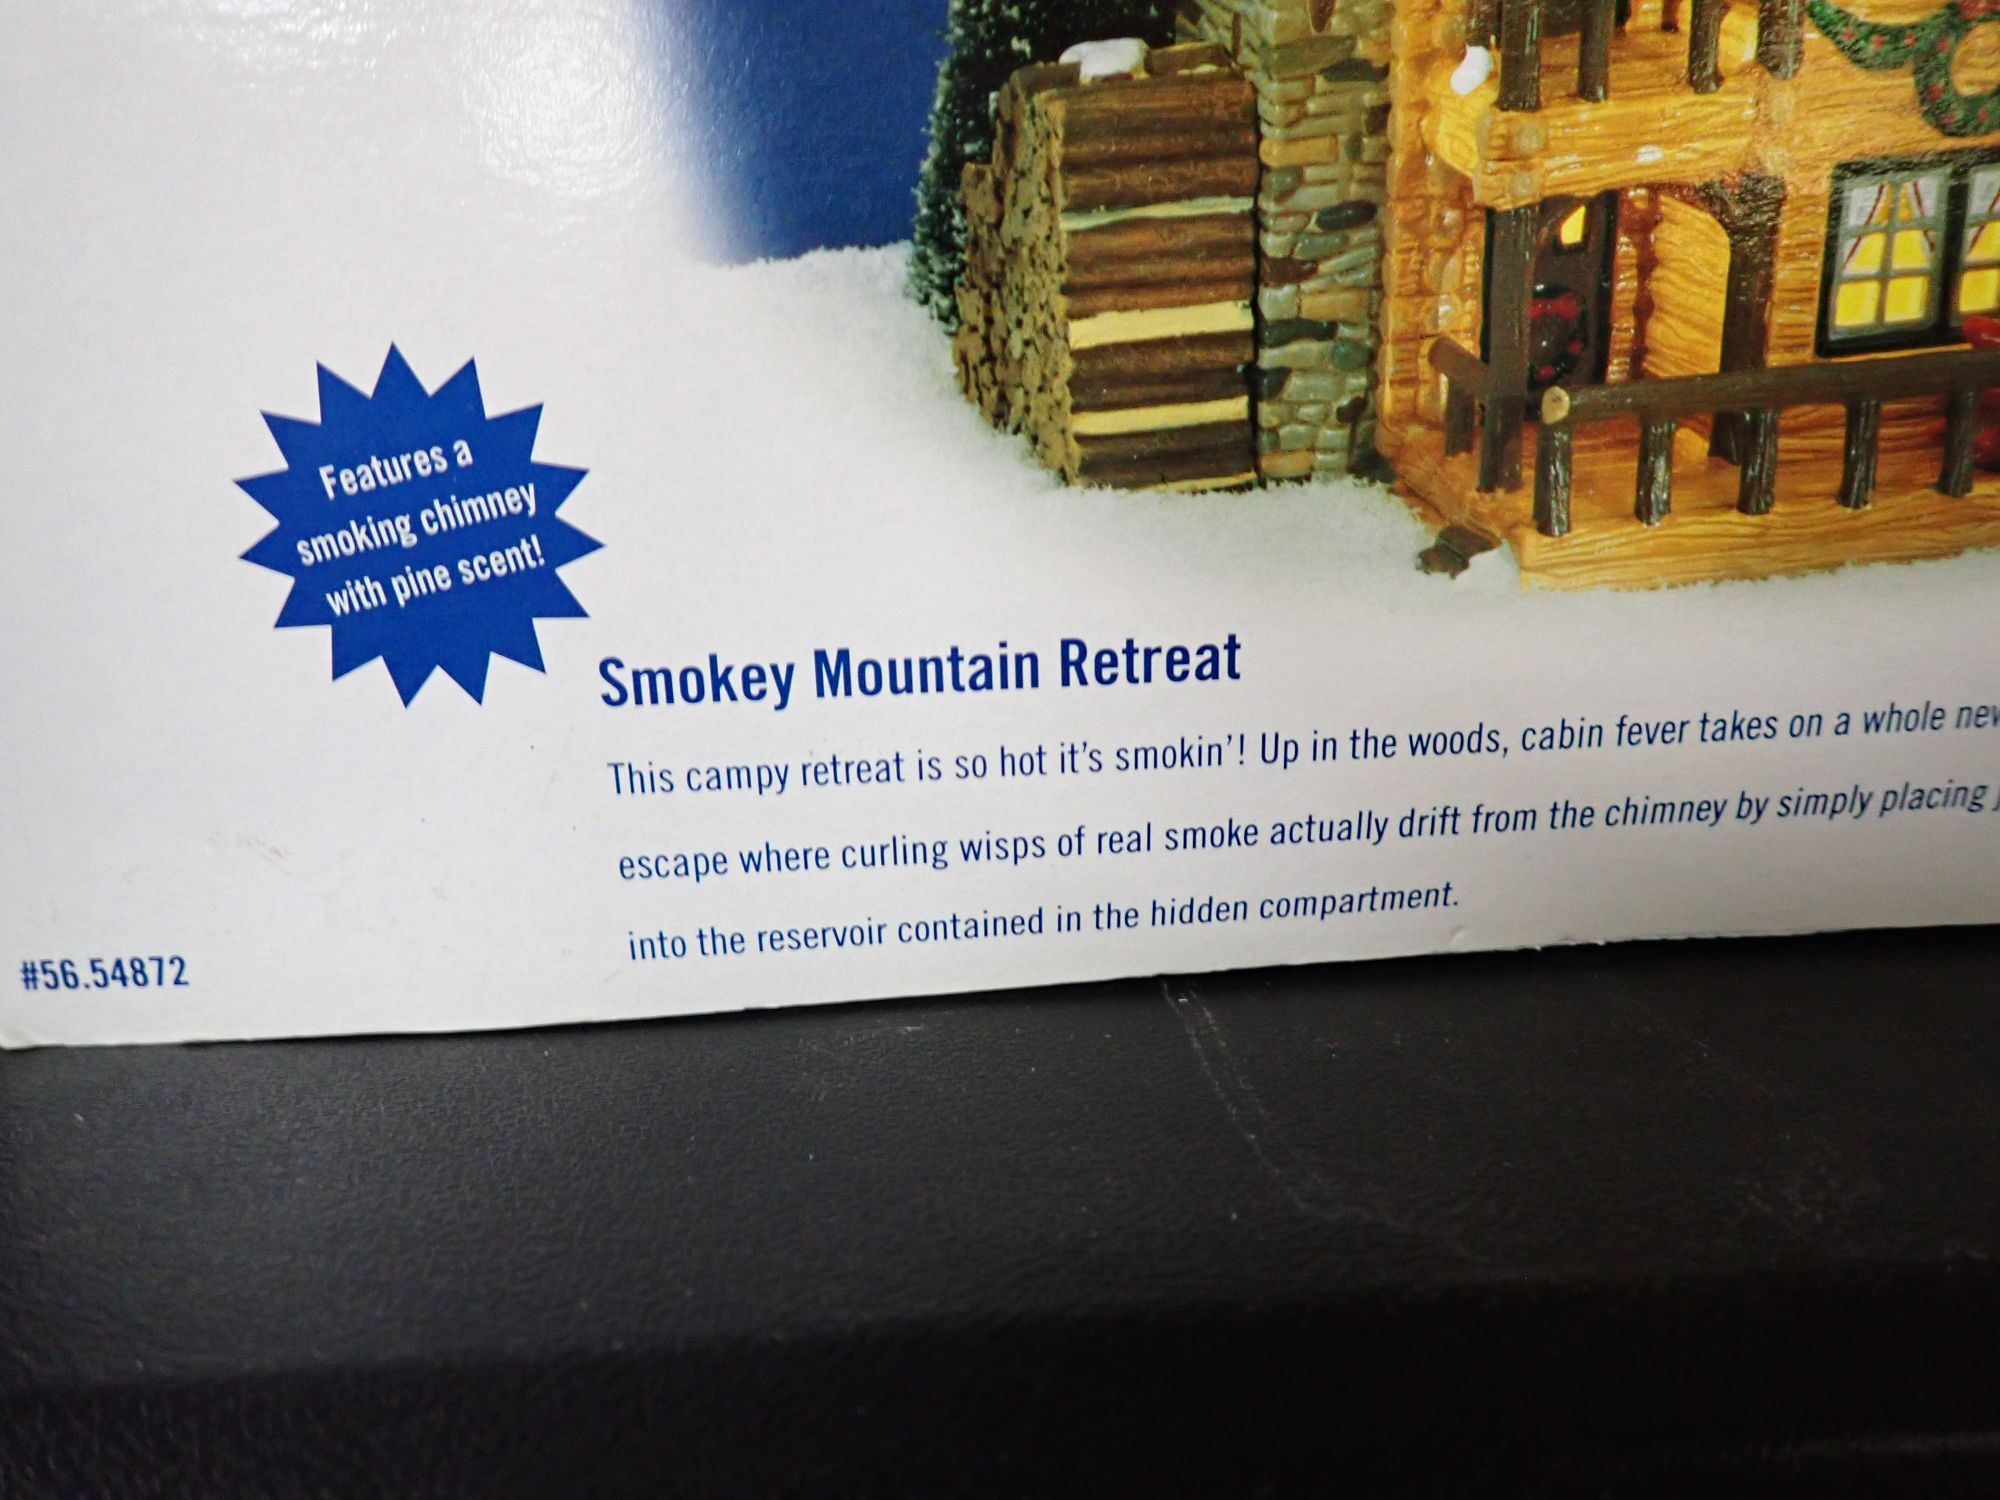 Features a
smoking chimney
with pine scent!
Smokey Mountain Retreat
This campy retreat is so hot it's smokin'! Up in the woods, cabin fever takes on a whole
escape where curling wisps of real smoke actually drift from the chimney by simply placing
into the reservoir contained in the hidden compartment.
#56.54872